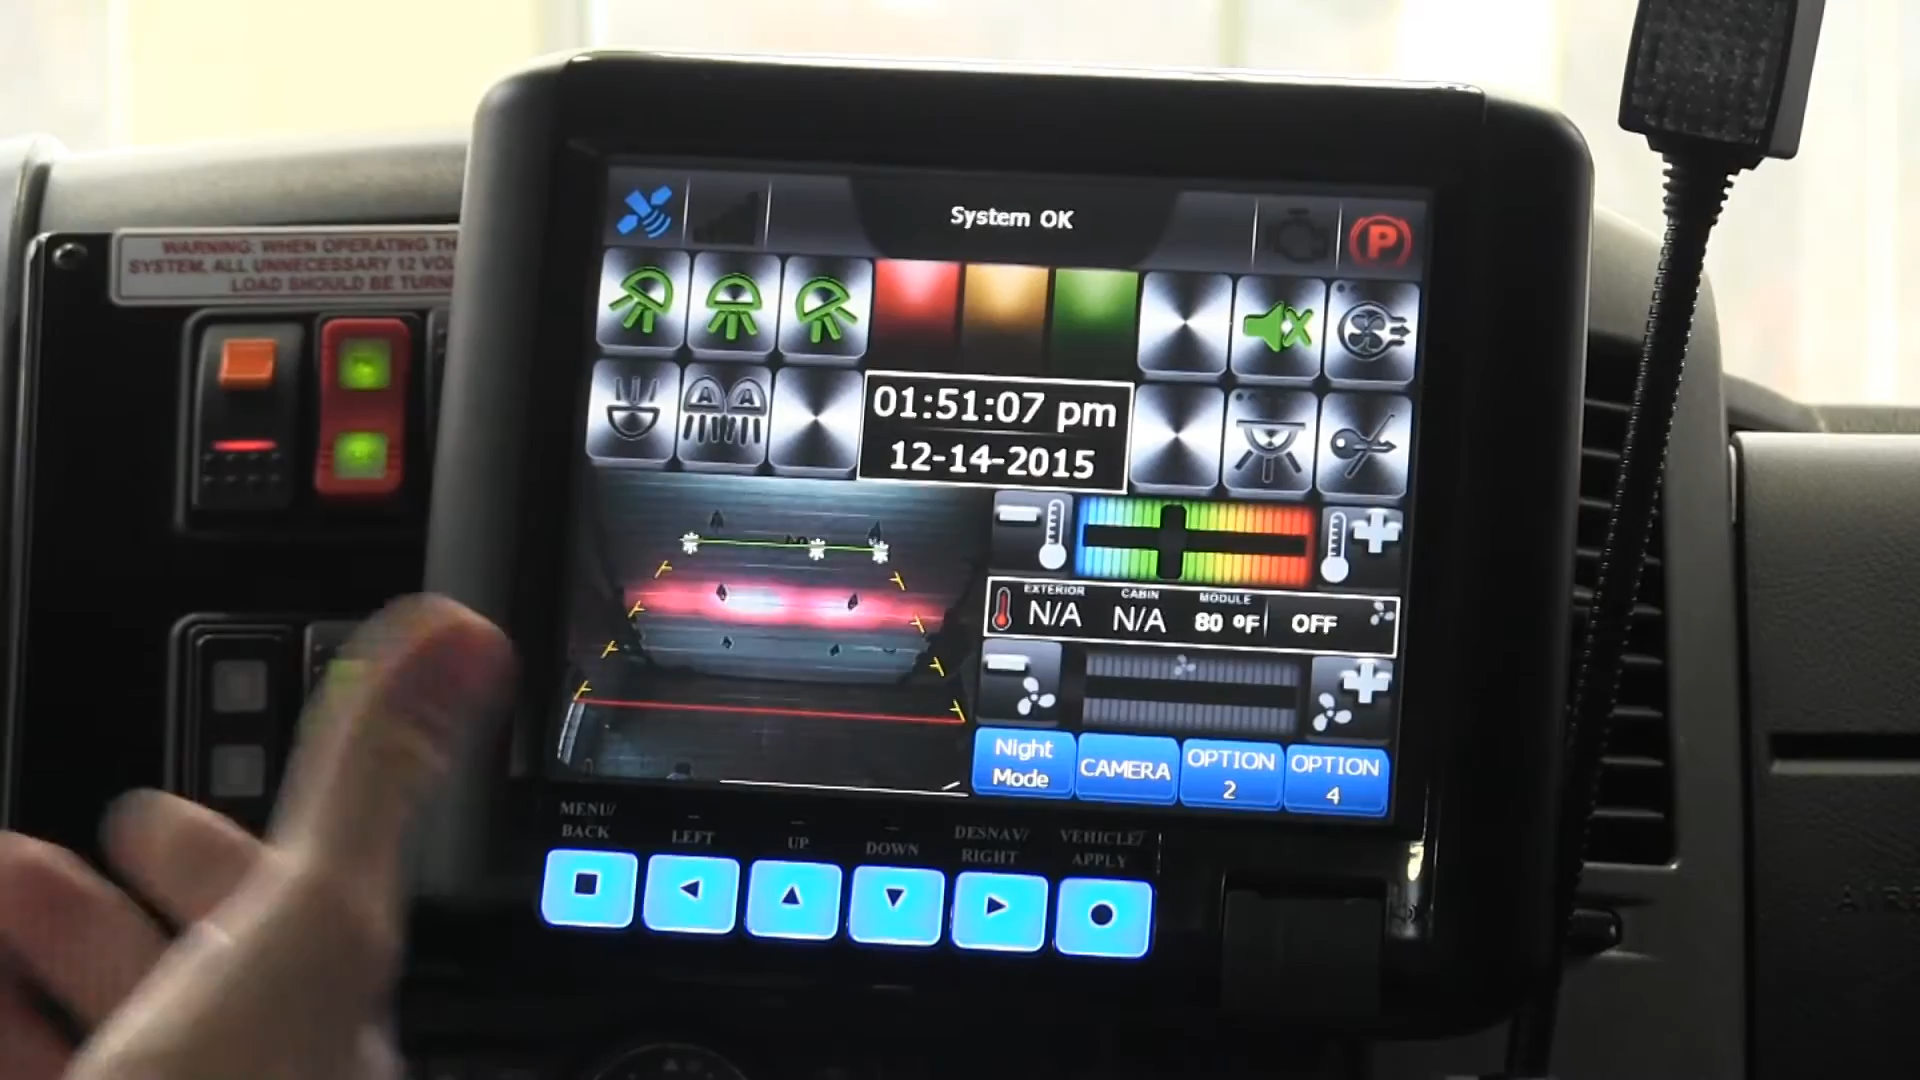 System OK
P
WARNING: WHEN OPERATING TH
SYSTEM, ALL UNNECESSARY 12 VOL
LOAD SHOULD BE TURN
A A
01:51:07 pm
12-14-2015
EXTERIOR CABIN MODULE
N/A N/A 80 ºF OFF
Night Mode
CAMERA
OPTION 2
OPTION 4
MENU/ BACK
LEFT
UP
DOWN
DESNAV/ RIGHT
VEHICLE/ APPLY